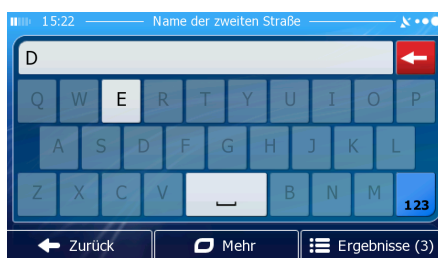 15:22 Name der zweiten Straße
D
Q W E R T Y U I O P
A S D F G H J K L
Z X C V B N M 123
Zurück Mehr Ergebnisse (3)